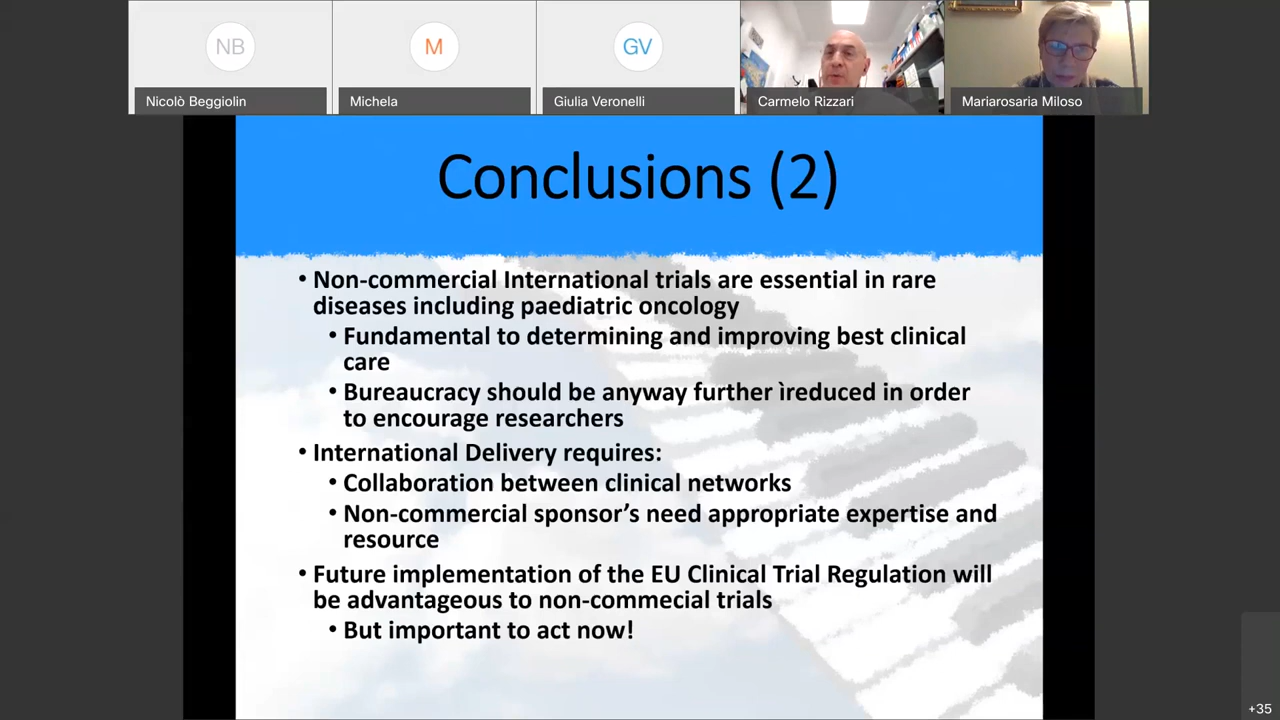 NB
M
GV
Nicolò Beggiolin
Michela
Giulia Veronelli
Carmelo Rizzari
Mariarosaria Miloso
Conclusions (2)
• Non-commercial International trials are essential in rare
diseases including paediatric oncology
• Fundamental to determining and improving best clinical
care
• Bureaucracy should be anyway further ìreduced in order
to encourage researchers
• International Delivery requires:
• Collaboration between clinical networks
• Non-commercial sponsor’s need appropriate expertise and
resource
• Future implementation of the EU Clinical Trial Regulation will
be advantageous to non-commecial trials
• But important to act now!
+35